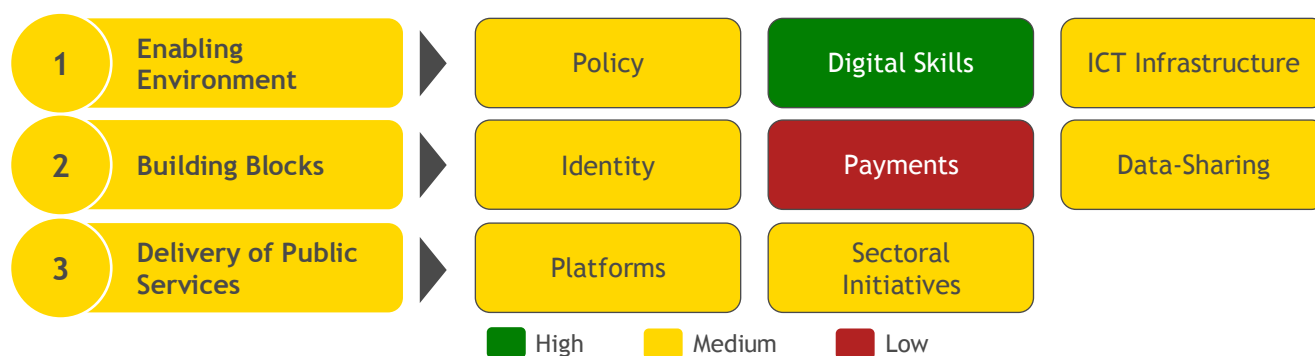 1 Enabling Environment Policy Digital Skills ICT Infrastructure
2 Building Blocks Identity Payments Data-Sharing
3 Delivery of Public Services Platforms Sectoral Initiatives
High Medium Low